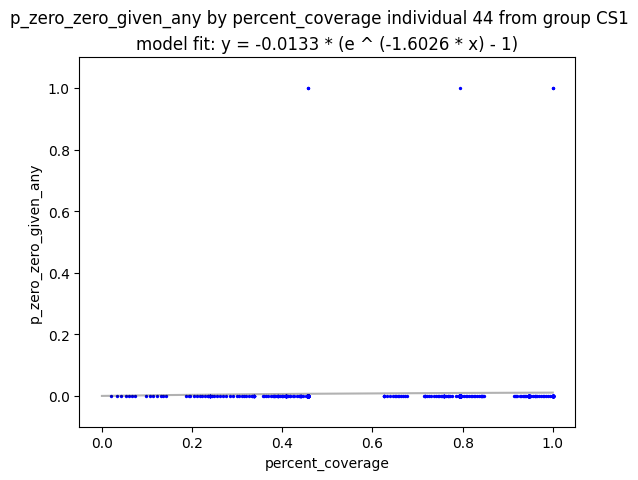 p_zero_zero_given_any by percent_coverage individual 44 from group CS1
model fit: y = -0.0133 * (e ^ (-1.6026 * x) - 1)
1.0
0.8
0.6
0.4
0.2
0.0
p_zero_zero_given_any
0.0 0.2 0.4 0.6 0.8 1.0
percent_coverage